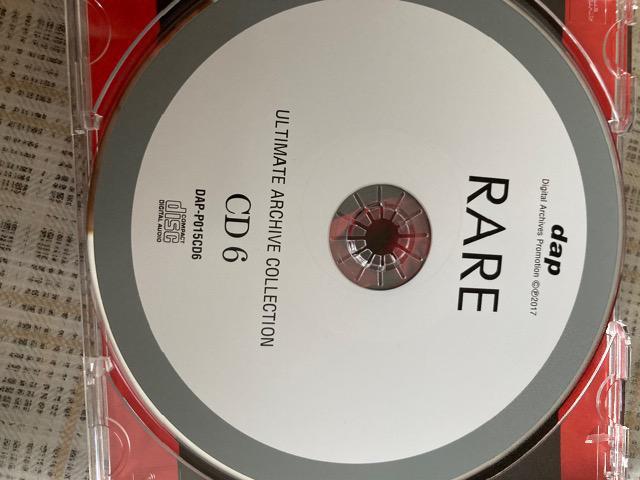 dap
Digital Archives Promotion ©℗2017
RARE
ULTIMATE ARCHIVE COLLECTION
CD 6
DAP-P015CD6
COMPACT
disc
DIGITAL AUDIO